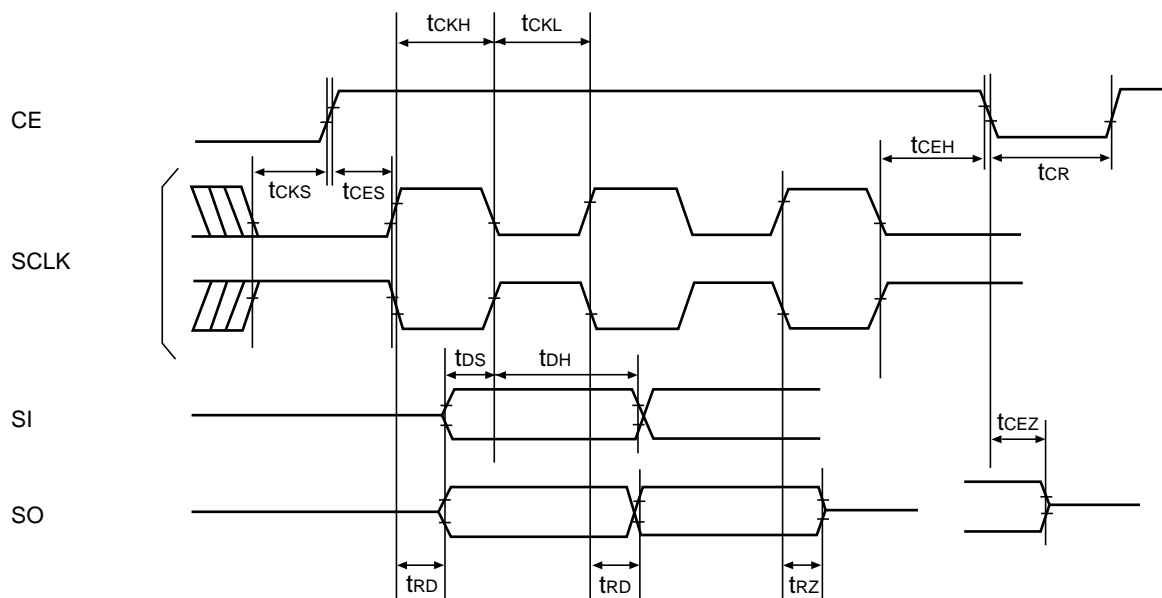 tCKH tCKL
CE
tCEH
tCKS tCES tCR
SCLK
tDS tDH
SI
tCEZ
SO
tRD tRD tRZ